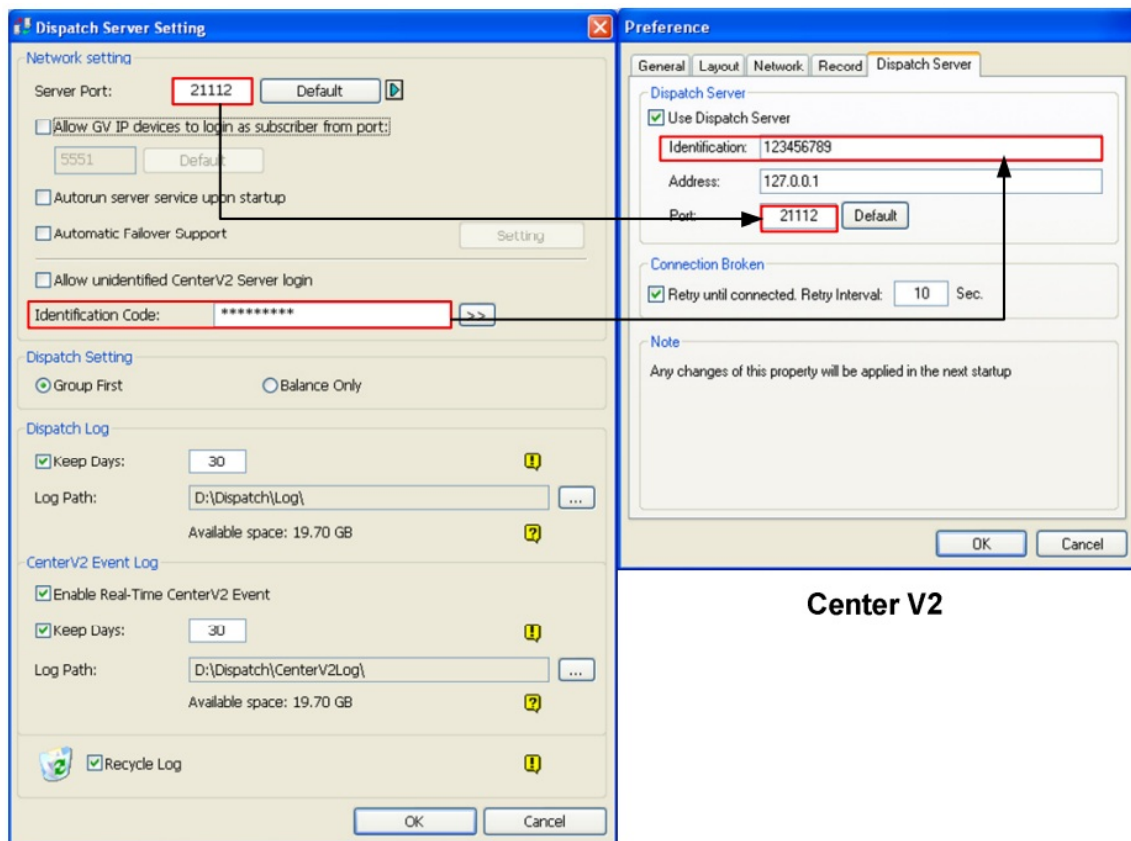 Dispatch Server Setting
Network setting
Server Port: 21112 Default
Allow GV IP devices to login as subscriber from port:
5551 Default
Autorun server service upon startup
Automatic Failover Support Setting
Allow unidentified CenterV2 Server login
Identification Code: ********* >>
Dispatch Setting
Group First Balance Only
Dispatch Log
Keep Days: 30
Log Path: D:\Dispatch\Log\ ...
Available space: 19.70 GB
CenterV2 Event Log
Enable Real-Time CenterV2 Event
Keep Days: 30
Log Path: D:\Dispatch\CenterV2Log\ ...
Available space: 19.70 GB
Recycle Log
OK Cancel
Preference
General Layout Network Record Dispatch Server
Dispatch Server
Use Dispatch Server
Identification: 123456789
Address: 127.0.0.1
Port: 21112 Default
Connection Broken
Retry until connected. Retry Interval: 10 Sec.
Note
Any changes of this property will be applied in the next startup
OK Cancel
Center V2